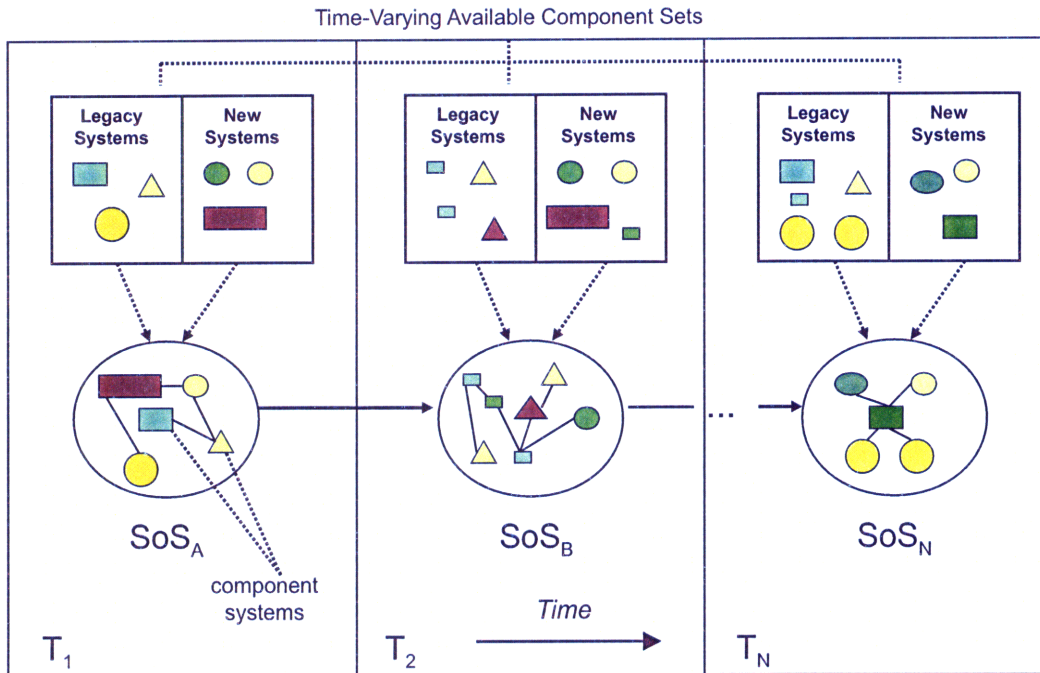 Time-Varying Available Component Sets
Legacy
Systems
New
Systems
Legacy
Systems
New
Systems
Legacy
Systems
New
Systems
...
SoS_A
SoS_B
SoS_N
component
systems
Time
T_1
T_2
T_N